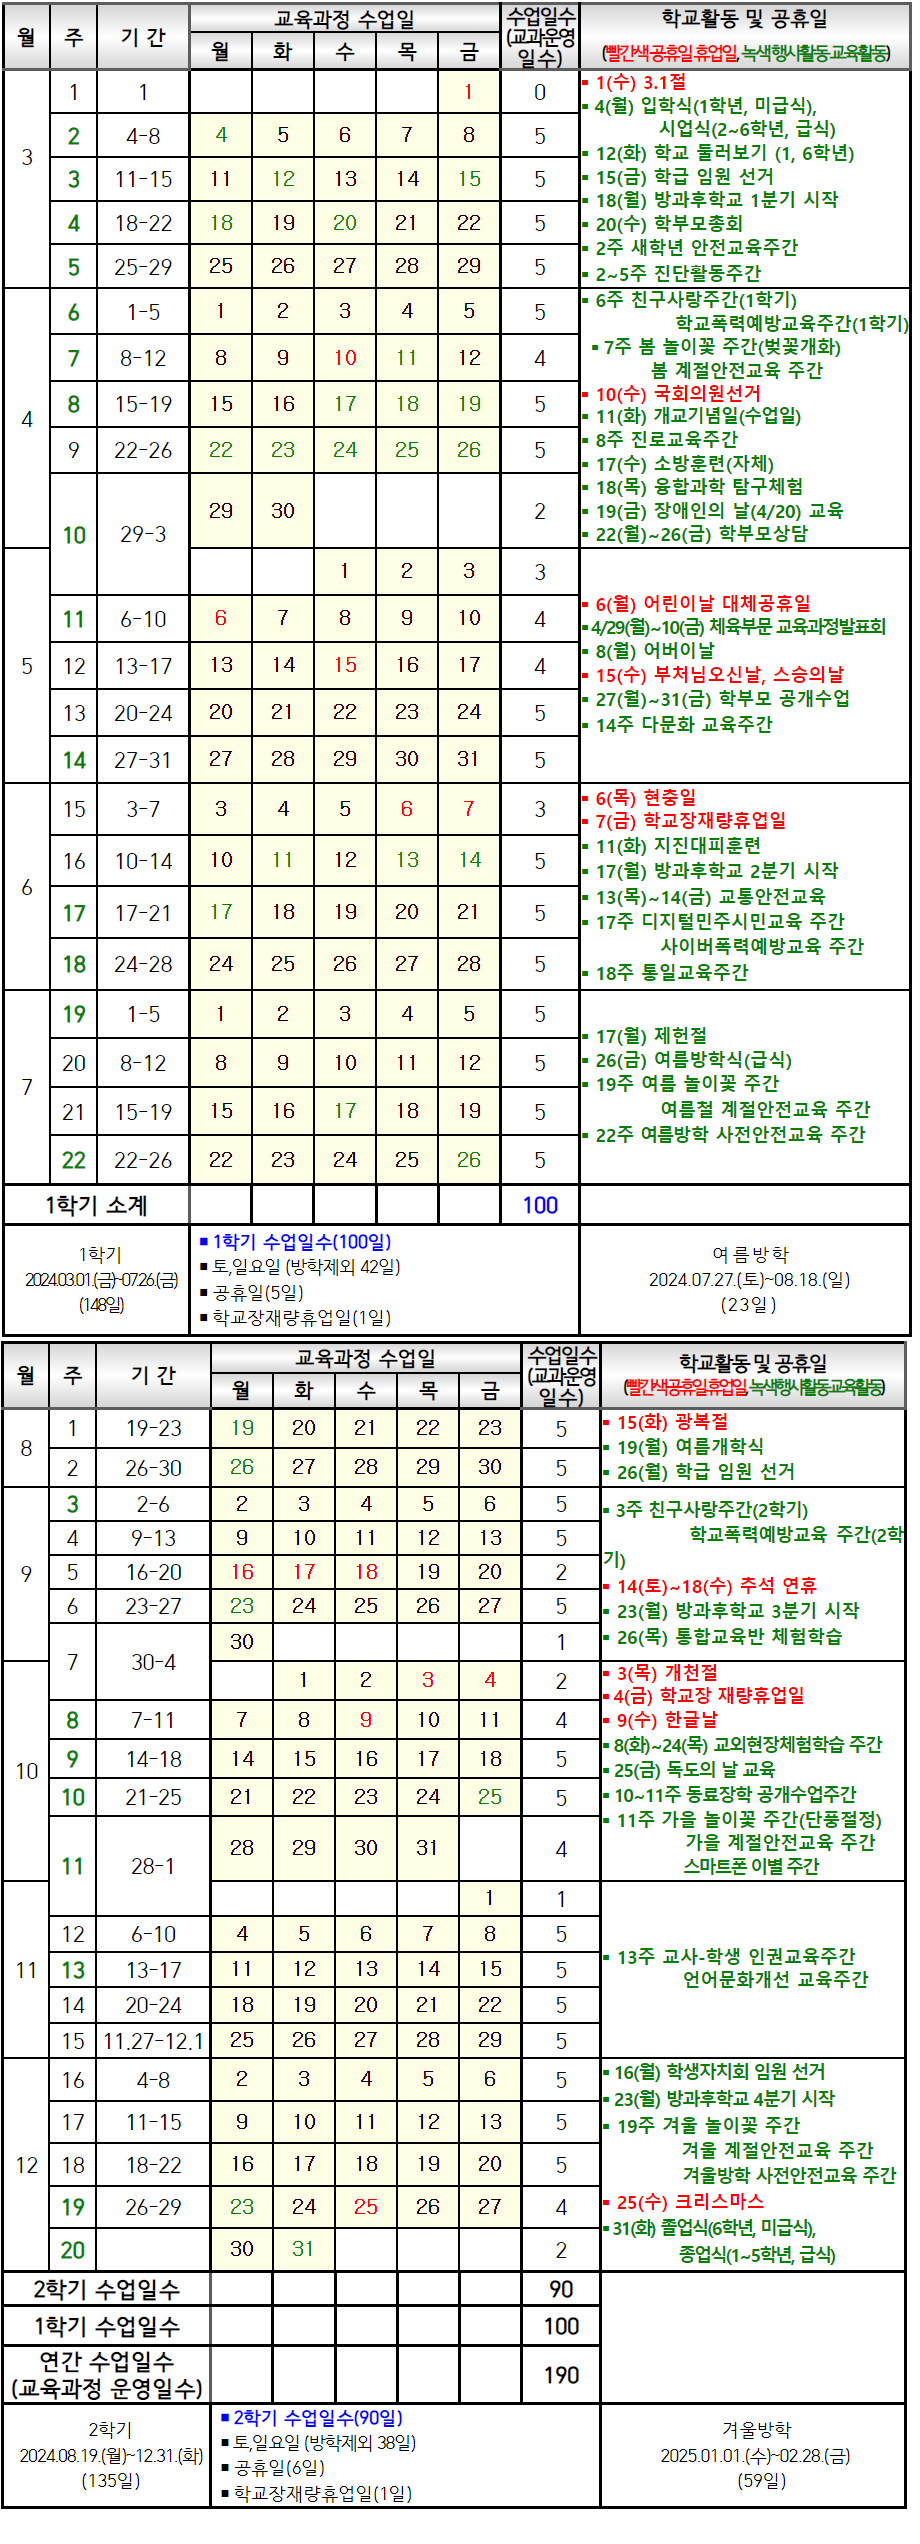 월 주 기 간 교육과정 수업일 수업일수 학교활동 및 공휴일
월 화 수 목 금 (교과운영 (빨간색:공휴일,휴업일, 녹색:행사활동,교육활동)
일 수)
3 1 1 1 0
2 4-8 4 5 6 7 8 5
3 11-15 11 12 13 14 15 5
4 18-22 18 19 20 21 22 5
5 25-29 25 26 27 28 29 5
▪ 1(수) 3.1절
▪ 4(월) 입학식(1학년, 미급식),
시업식(2~6학년, 급식)
▪ 12(화) 학교 둘러보기 (1, 6학년)
▪ 15(금) 학급 임원 선거
▪ 18(월) 방과후학교 1분기 시작
▪ 20(수) 학부모총회
▪ 2주 새학년 안전교육주간
▪ 2~5주 진단활동주간
4 6 1-5 1 2 3 4 5 5
7 8-12 8 9 10 11 12 4
8 15-19 15 16 17 18 19 5
9 22-26 22 23 24 25 26 5
10 29-3 29 30 2
▪ 6주 친구사랑주간(1학기)
학교폭력예방교육주간(1학기)
▪ 7주 봄 놀이꽃 주간(벚꽃개화)
봄 계절안전교육 주간
▪ 10(수) 국회의원선거
▪ 11(화) 개교기념일(수업일)
▪ 8주 진로교육주간
▪ 17(수) 소방훈련(자체)
▪ 18(목) 융합과학 탐구체험
▪ 19(금) 장애인의 날(4/20) 교육
▪ 22(월)~26(금) 학부모상담
5 1 2 3 3
11 6-10 6 7 8 9 10 4
12 13-17 13 14 15 16 17 4
13 20-24 20 21 22 23 24 5
14 27-31 27 28 29 30 31 5
▪ 6(월) 어린이날 대체공휴일
▪ 4/29(월)~10(금) 체육부문 교육과정발표회
▪ 8(월) 어버이날
▪ 15(수) 부처님오신날, 스승의날
▪ 27(월)~31(금) 학부모 공개수업
▪ 14주 다문화 교육주간
6 15 3-7 3 4 5 6 7 3
16 10-14 10 11 12 13 14 5
17 17-21 17 18 19 20 21 5
18 24-28 24 25 26 27 28 5
▪ 6(목) 현충일
▪ 7(금) 학교장재량휴업일
▪ 11(화) 지진대피훈련
▪ 17(월) 방과후학교 2분기 시작
▪ 13(목)~14(금) 교통안전교육
▪ 17주 디지털민주시민교육 주간
사이버폭력예방교육 주간
▪ 18주 통일교육주간
7 19 1-5 1 2 3 4 5 5
20 8-12 8 9 10 11 12 5
21 15-19 15 16 17 18 19 5
22 22-26 22 23 24 25 26 5
▪ 17(월) 제헌절
▪ 26(금) 여름방학식(급식)
▪ 19주 여름 놀이꽃 주간
여름철 계절안전교육 주간
▪ 22주 여름방학 사전안전교육 주간
1학기 소계 100
1학기
2024.03.01.(금)~07.26.(금)
(148일)
■ 1학기 수업일수(100일)
■ 토,일요일 (방학제외 42일)
■ 공휴일(5일)
■ 학교장재량휴업일(1일)
여름방학
2024.07.27.(토)~08.18.(일)
(23일)
월 주 기 간 교육과정 수업일 수업일수 학교활동 및 공휴일
월 화 수 목 금 (교과운영 (빨간색:공휴일,휴업일, 녹색:행사활동,교육활동)
일 수)
8 1 19-23 19 20 21 22 23 5
2 26-30 26 27 28 29 30 5
▪ 15(화) 광복절
▪ 19(월) 여름개학식
▪ 26(월) 학급 임원 선거
9 3 2-6 2 3 4 5 6 5
4 9-13 9 10 11 12 13 5
5 16-20 16 17 18 19 20 2
6 23-27 23 24 25 26 27 5
7 30-4 30 1
▪ 3주 친구사랑주간(2학기)
학교폭력예방교육 주간(2학
기)
▪ 14(토)~18(수) 추석 연휴
▪ 23(월) 방과후학교 3분기 시작
▪ 26(목) 통합교육반 체험학습
10 1 2 3 4 2
8 7-11 7 8 9 10 11 4
9 14-18 14 15 16 17 18 5
10 21-25 21 22 23 24 25 5
11 28-1 28 29 30 31 4
▪ 3(목) 개천절
▪ 4(금) 학교장 재량휴업일
▪ 9(수) 한글날
▪ 8(화)~24(목) 교외현장체험학습 주간
▪ 25(금) 독도의 날 교육
▪ 10~11주 동료장학 공개수업주간
▪ 11주 가을 놀이꽃 주간(단풍절정)
가을 계절안전교육 주간
스마트폰 이별 주간
11 1 1
12 6-10 4 5 6 7 8 5
13 13-17 11 12 13 14 15 5
14 20-24 18 19 20 21 22 5
15 11.27-12.1 25 26 27 28 29 5
▪ 13주 교사-학생 인권교육주간
언어문화개선 교육주간
12 16 4-8 2 3 4 5 6 5
17 11-15 9 10 11 12 13 5
18 18-22 16 17 18 19 20 5
19 26-29 23 24 25 26 27 4
20 30 31 2
▪ 16(월) 학생자치회 임원 선거
▪ 23(월) 방과후학교 4분기 시작
▪ 19주 겨울 놀이꽃 주간
겨울 계절안전교육 주간
겨울방학 사전안전교육 주간
▪ 25(수) 크리스마스
▪ 31(화) 졸업식(6학년, 미급식),
종업식(1~5학년, 급식)
2학기 수업일수 90
1학기 수업일수 100
연간 수업일수
(교육과정 운영일수) 190
2학기
2024.08.19.(월)~12.31.(화)
(135일)
■ 2학기 수업일수(90일)
■ 토,일요일 (방학제외 38일)
■ 공휴일(6일)
■ 학교장재량휴업일(1일)
겨울방학
2025.01.01.(수)~02.28.(금)
(59일)